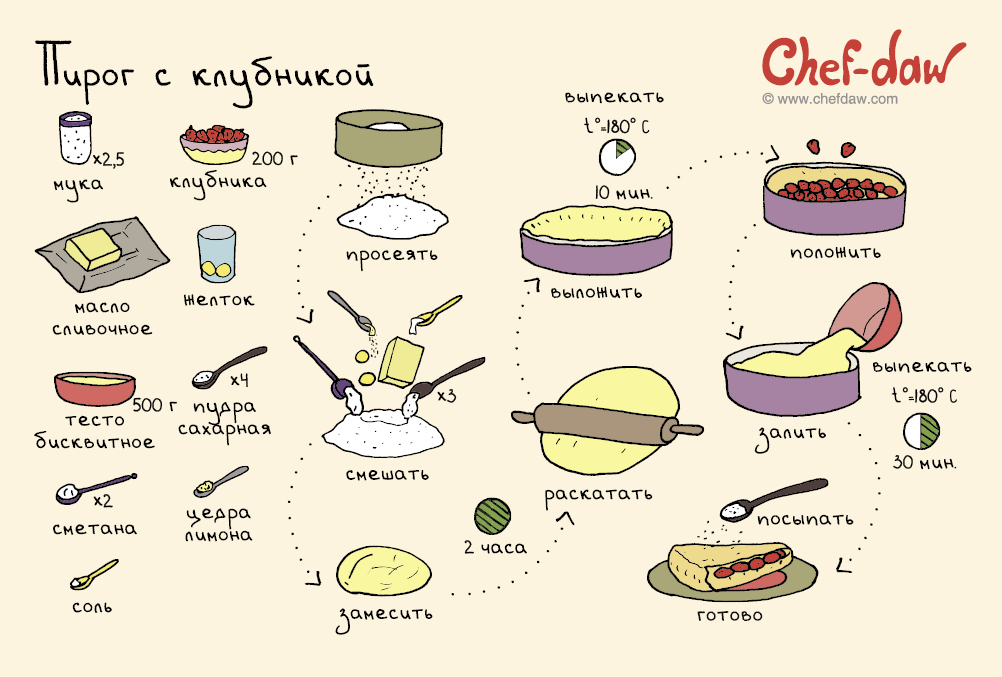 Пирог с клубникой
Chef-daw
© www.chefdaw.com
x2,5
мука
200 г
клубника
масло
сливочное
желток
500 г
тесто
бисквитное
x4
пудра
сахарная
x2
сметана
цедра
лимона
соль
просеять
x3
смешать
замесить
2 часа
раскатать
выложить
выпекать
t°=180° C
10 мин.
положить
залить
выпекать
t°=180° C
30 мин.
посыпать
готово